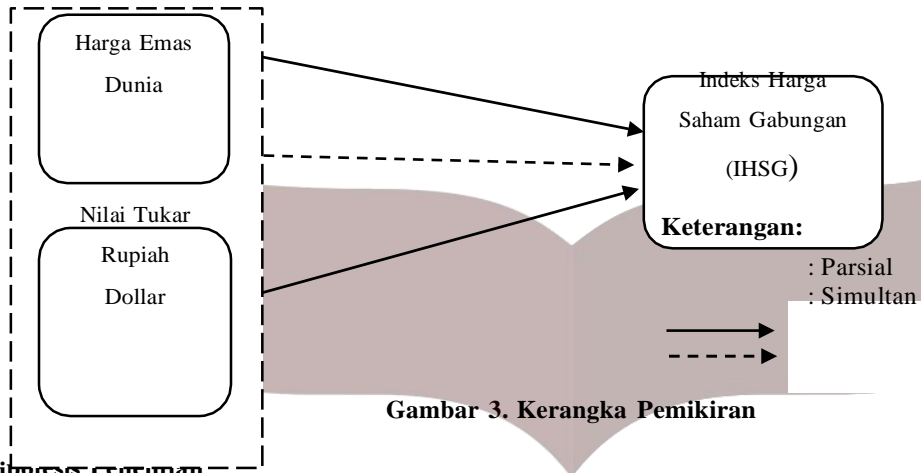 Harga Emas
Dunia
Nilai Tukar
Rupiah
Dollar
Indeks Harga
Saham Gabungan
(IHSG)
Keterangan:
: Parsial
: Simultan
Gambar 3. Kerangka Pemikiran